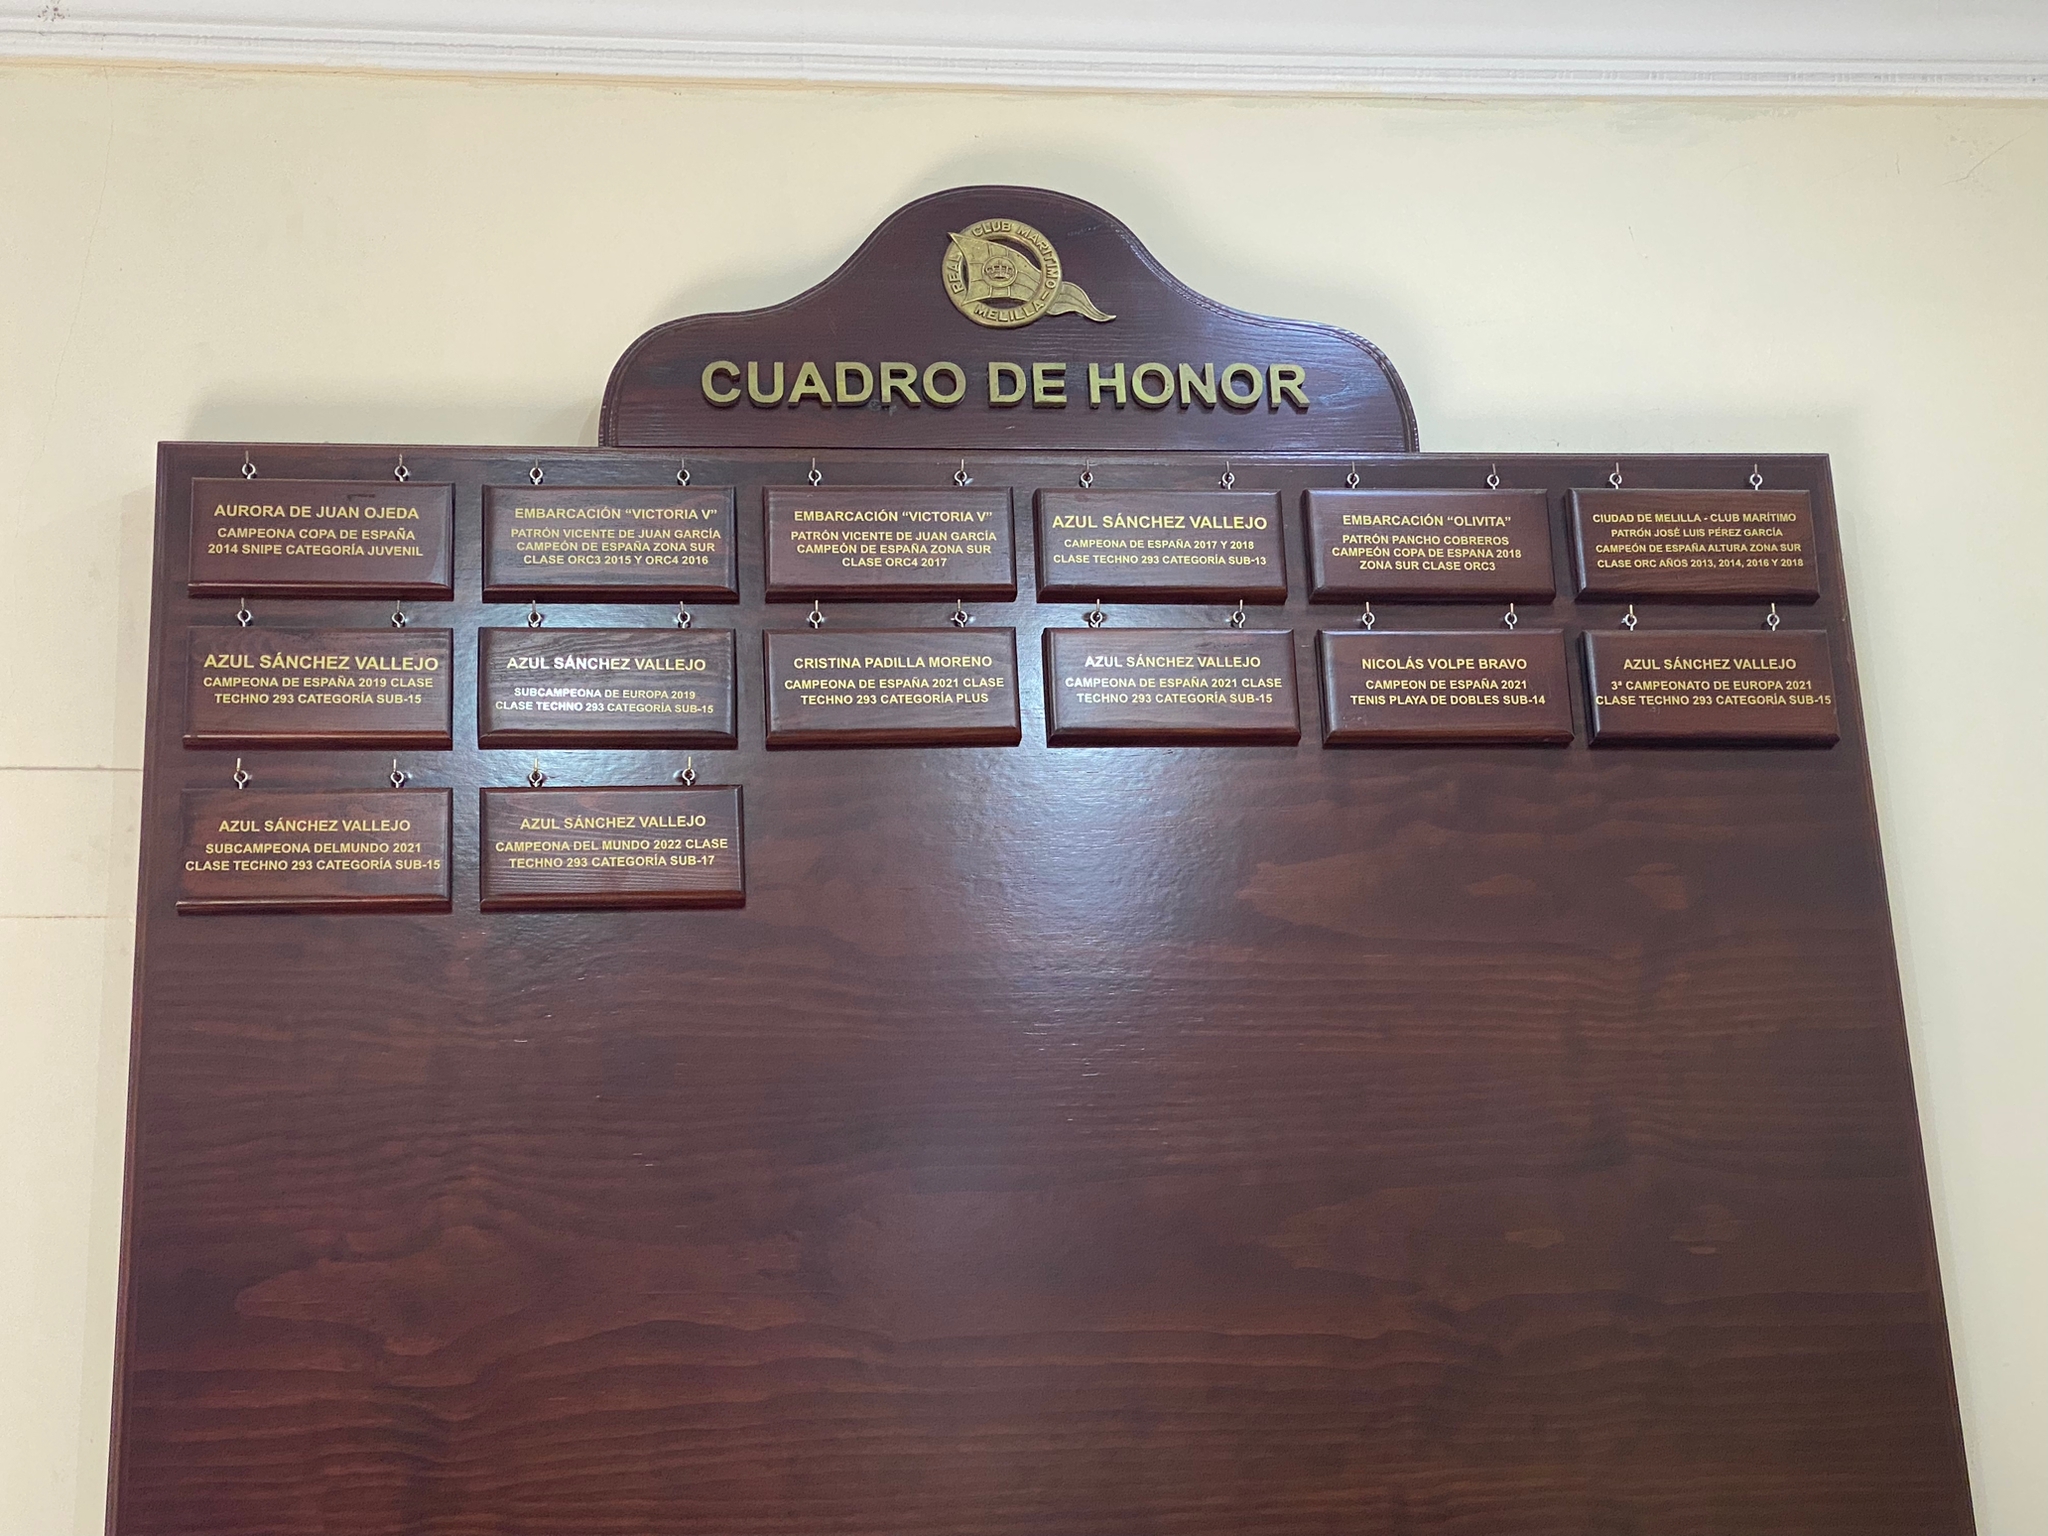 REAL CLUB MARITIMO
MELILLA
CUADRO DE HONOR
AURORA DE JUAN OJEDA
CAMPEONA COPA DE ESPAÑA
2014 SNIPE CATEGORÍA JUVENIL
EMBARCACIÓN “VICTORIA V”
PATRÓN VICENTE DE JUAN GARCÍA
CAMPEÓN DE ESPAÑA ZONA SUR
CLASE ORC3 2015 Y ORC4 2016
EMBARCACIÓN “VICTORIA V”
PATRÓN VICENTE DE JUAN GARCÍA
CAMPEÓN DE ESPAÑA ZONA SUR
CLASE ORC4 2017
AZUL SÁNCHEZ VALLEJO
CAMPEONA DE ESPAÑA 2017 Y 2018
CLASE TECHNO 293 CATEGORÍA SUB-13
EMBARCACIÓN “OLIVITA”
PATRÓN PANCHO COBREROS
CAMPEÓN COPA DE ESPANA 2018
ZONA SUR CLASE ORC3
CIUDAD DE MELILLA - CLUB MARÍTIMO
PATRÓN JOSÉ LUIS PÉREZ GARCÍA
CAMPEÓN DE ESPAÑA ALTURA ZONA SUR
CLASE ORC AÑOS 2013, 2014, 2016 Y 2018
AZUL SÁNCHEZ VALLEJO
CAMPEONA DE ESPAÑA 2019 CLASE
TECHNO 293 CATEGORÍA SUB-15
AZUL SÁNCHEZ VALLEJO
SUBCAMPEONA DE EUROPA 2019
CLASE TECHNO 293 CATEGORÍA SUB-15
CRISTINA PADILLA MORENO
CAMPEONA DE ESPAÑA 2021 CLASE
TECHNO 293 CATEGORÍA PLUS
AZUL SÁNCHEZ VALLEJO
CAMPEONA DE ESPAÑA 2021 CLASE
TECHNO 293 CATEGORÍA SUB-15
NICOLÁS VOLPE BRAVO
CAMPEON DE ESPAÑA 2021
TENIS PLAYA DE DOBLES SUB-14
AZUL SÁNCHEZ VALLEJO
3ª CAMPEONATO DE EUROPA 2021
CLASE TECHNO 293 CATEGORÍA SUB-15
AZUL SÁNCHEZ VALLEJO
SUBCAMPEONA DELMUNDO 2021
CLASE TECHNO 293 CATEGORÍA SUB-15
AZUL SÁNCHEZ VALLEJO
CAMPEONA DEL MUNDO 2022 CLASE
TECHNO 293 CATEGORÍA SUB-17